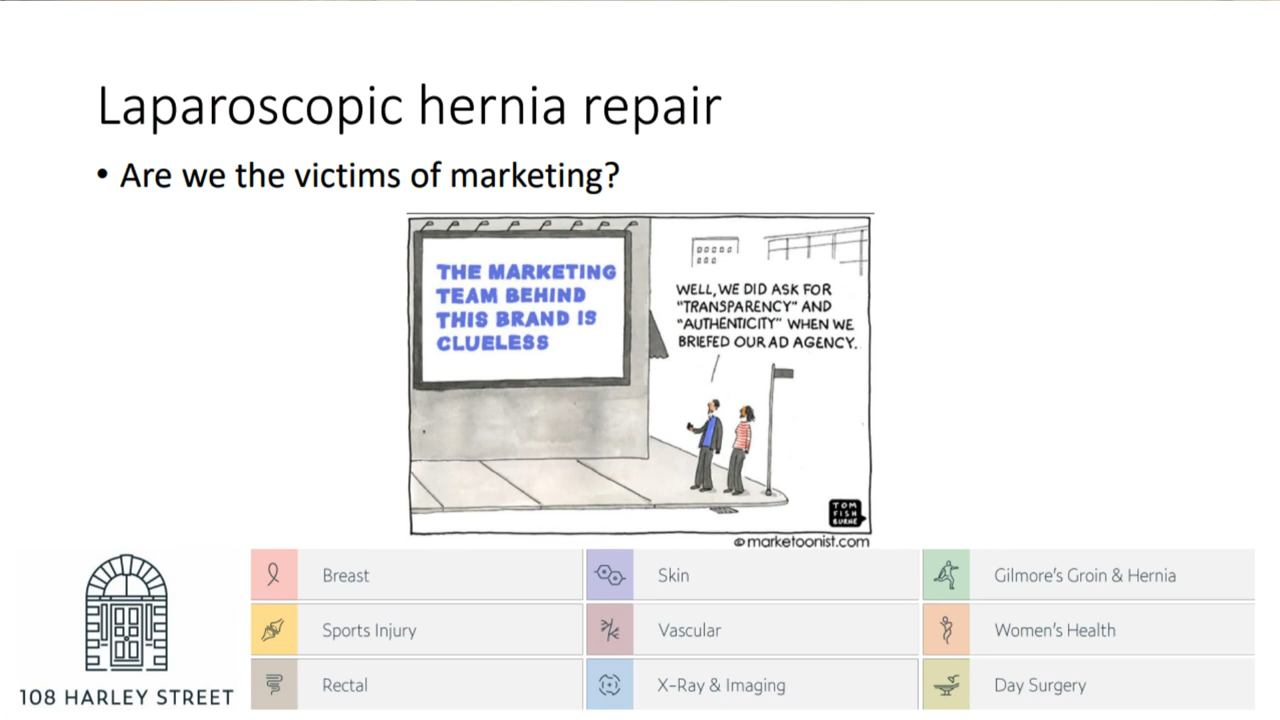 Laparoscopic hernia repair
• Are we the victims of marketing?
THE MARKETING
TEAM BEHIND
THIS BRAND IS
CLUELESS
WELL, WE DID ASK FOR
"TRANSPARENCY" AND
"AUTHENTICITY" WHEN WE
BRIEFED OUR AD AGENCY.
TOM
FISH
BURNE
©marketoonist.com
108 HARLEY STREET
Breast
Skin
Gilmore's Groin & Hernia
Sports Injury
Vascular
Women's Health
Rectal
X-Ray & Imaging
Day Surgery